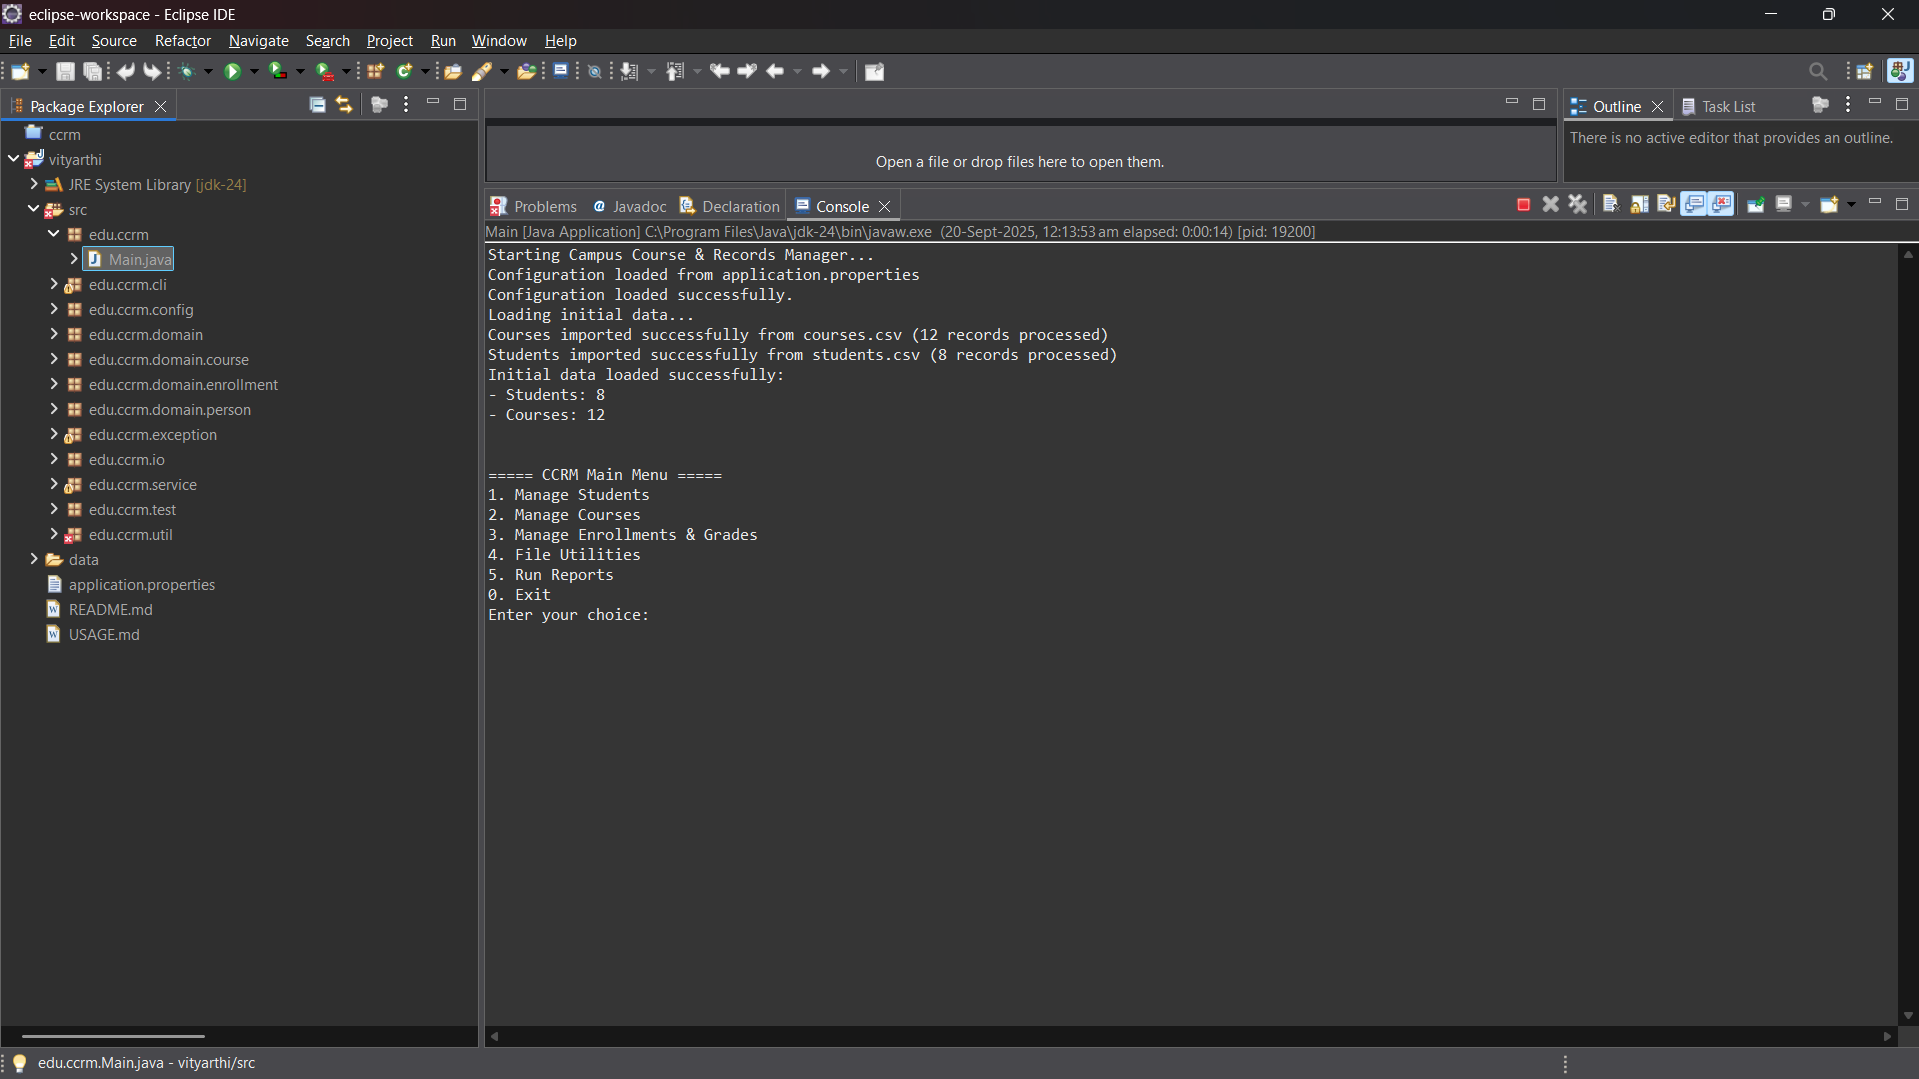 eclipse-workspace - Eclipse IDE
File Edit Source Refactor Navigate Search Project Run Window Help
Package Explorer
ccrm
vityarthi
JRE System Library [jdk-24]
src
edu.ccrm
Main.java
edu.ccrm.cli
edu.ccrm.config
edu.ccrm.domain
edu.ccrm.domain.course
edu.ccrm.domain.enrollment
edu.ccrm.domain.person
edu.ccrm.exception
edu.ccrm.io
edu.ccrm.service
edu.ccrm.test
edu.ccrm.util
data
application.properties
README.md
USAGE.md
Open a file or drop files here to open them.
Outline Task List
There is no active editor that provides an outline.
Problems Javadoc Declaration Console
Main [Java Application] C:\Program Files\Java\jdk-24\bin\javaw.exe (20-Sept-2025, 12:13:53 am elapsed: 0:00:14) [pid: 19200]
Starting Campus Course & Records Manager...
Configuration loaded from application.properties
Configuration loaded successfully.
Loading initial data...
Courses imported successfully from courses.csv (12 records processed)
Students imported successfully from students.csv (8 records processed)
Initial data loaded successfully:
- Students: 8
- Courses: 12
===== CCRM Main Menu =====
1. Manage Students
2. Manage Courses
3. Manage Enrollments & Grades
4. File Utilities
5. Run Reports
0. Exit
Enter your choice:
edu.ccrm.Main.java - vityarthi/src